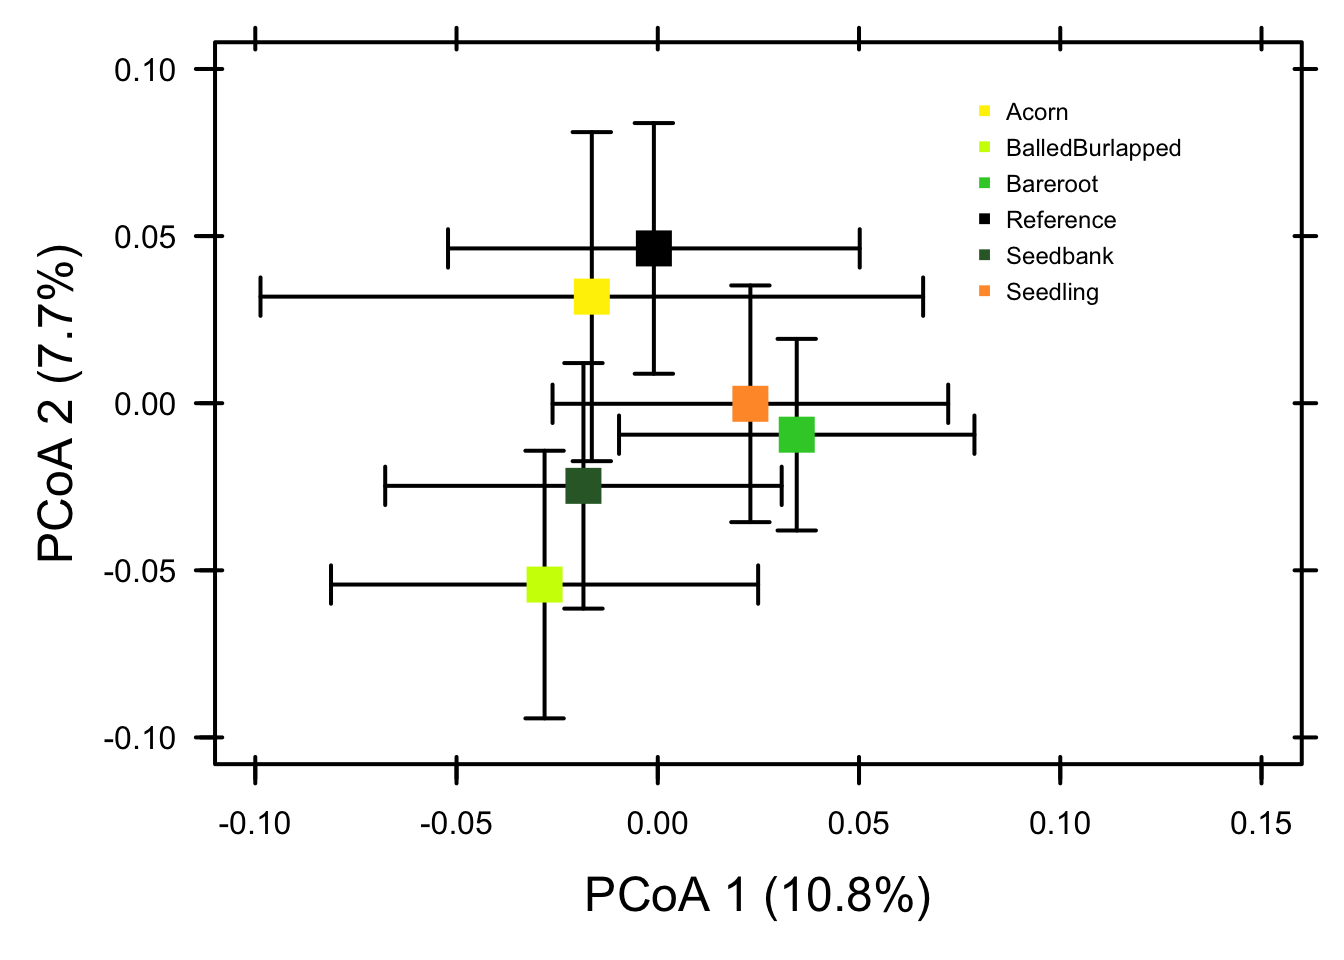 0.10
0.05
0.00
-0.05
-0.10
PCoA 2 (7.7%)
Acorn
BalledBurlapped
Bareroot
Reference
Seedbank
Seedling
-0.10 -0.05 0.00 0.05 0.10 0.15
PCoA 1 (10.8%)